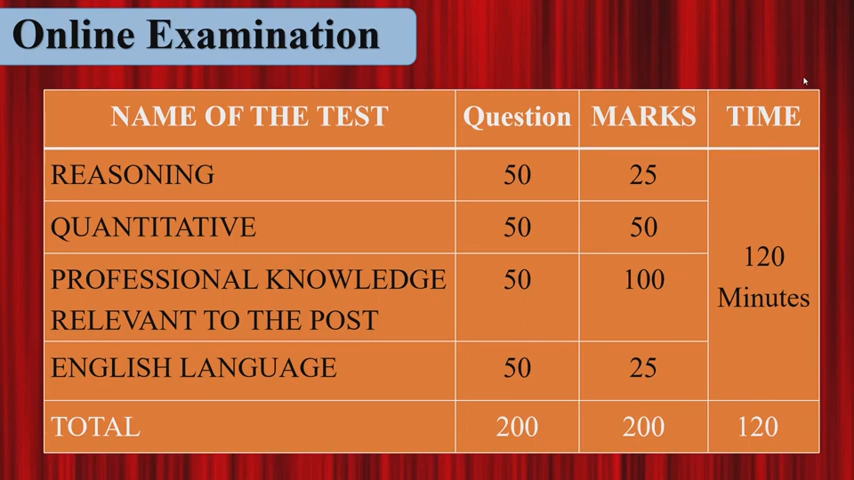 Online Examination
NAME OF THE TEST Question MARKS TIME
REASONING 50 25
QUANTITATIVE 50 50
PROFESSIONAL KNOWLEDGE 50 100
RELEVANT TO THE POST
120
Minutes
ENGLISH LANGUAGE 50 25
TOTAL 200 200 120